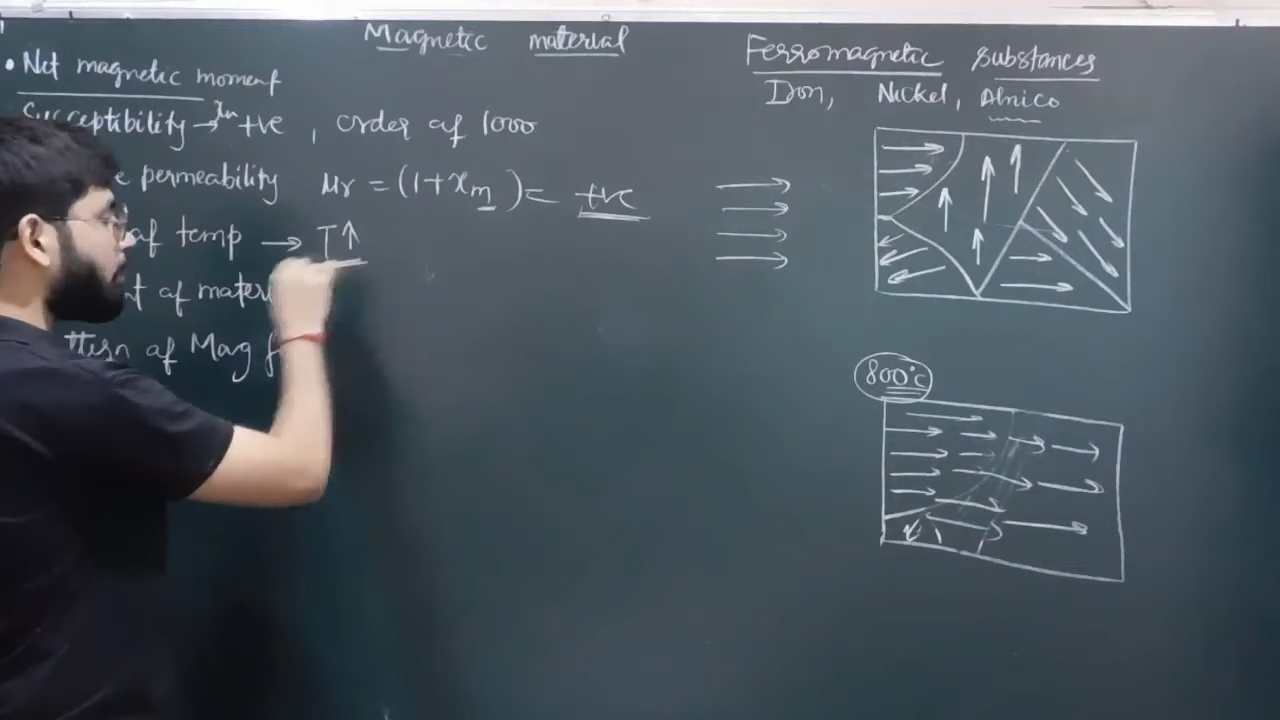 Magnetic material
• Net magnetic moment
Susceptibility → χm +ve , order of 1000
permeability μr = (1+χm) = +ve
of temp → T↑
of mater
Mag f
Ferromagnetic substances
Iron, Nickel, Alnico
800°C